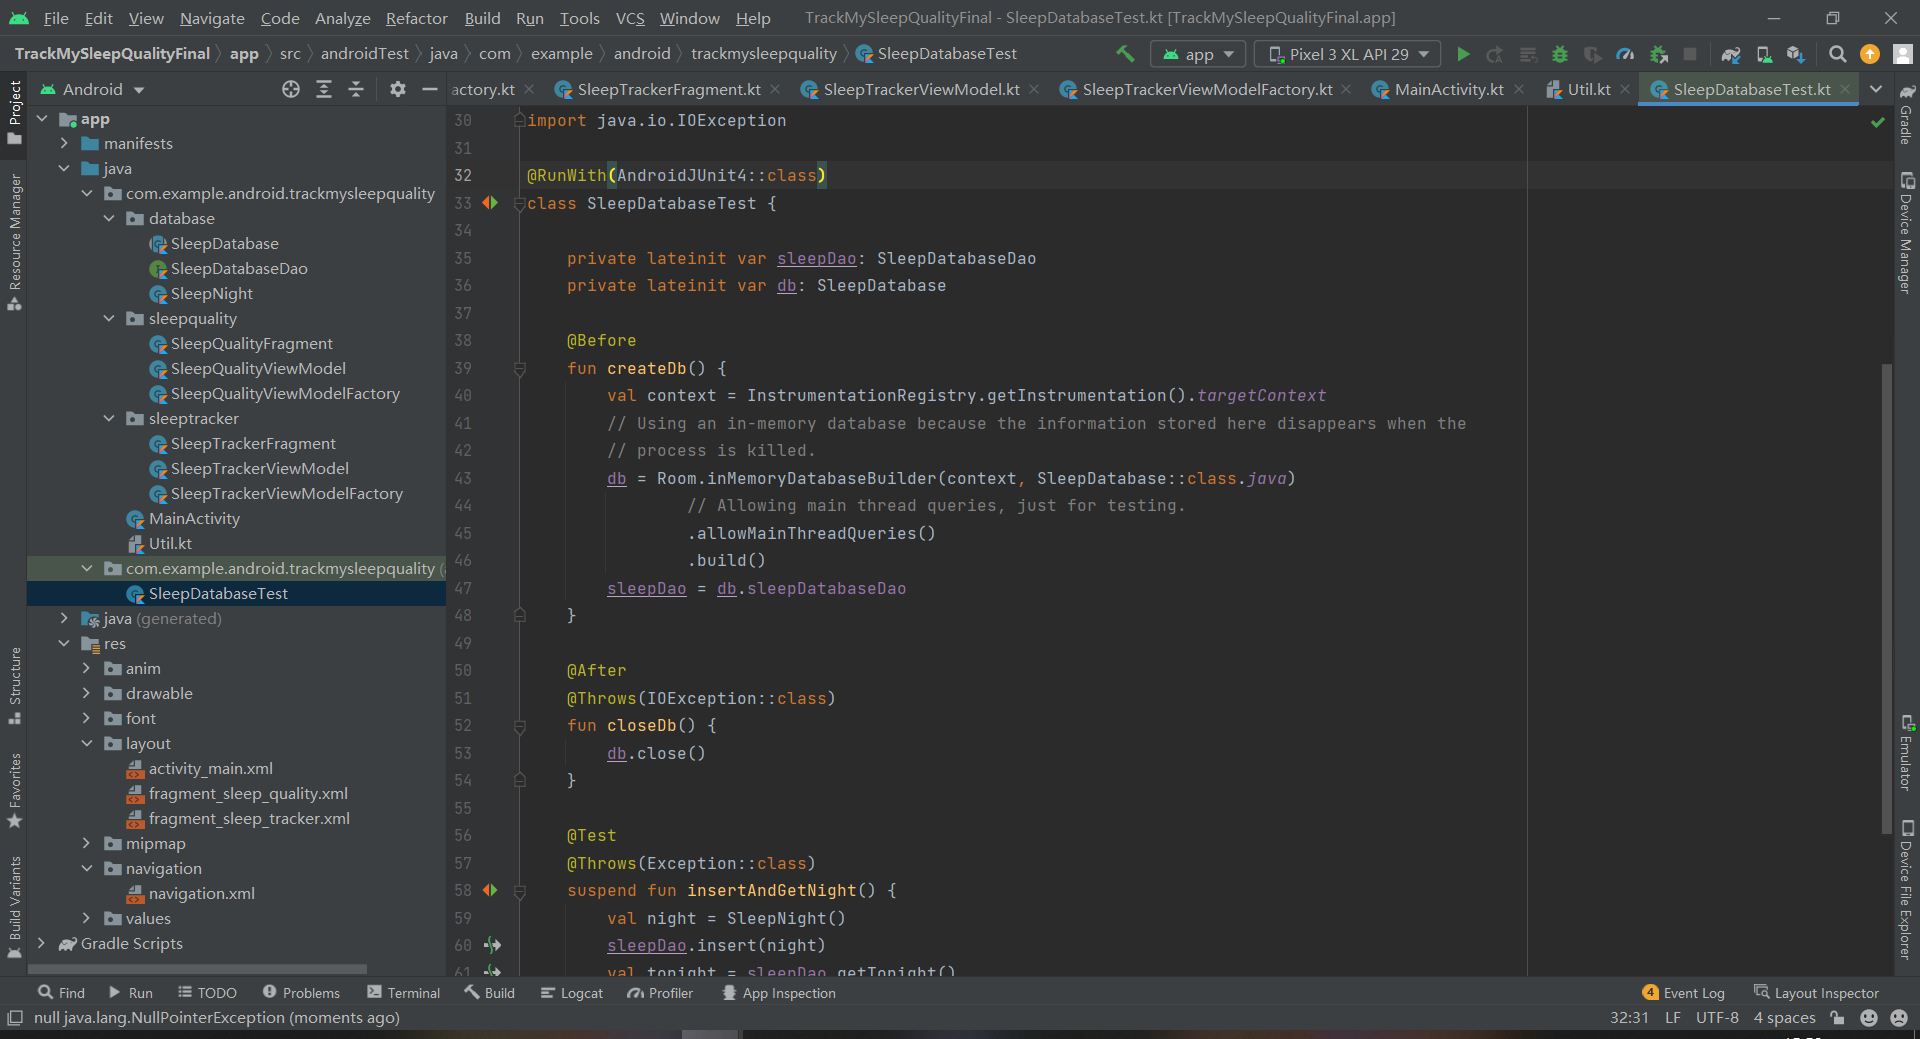 File Edit View Navigate Code Analyze Refactor Build Run Tools VCS Window Help TrackMySleepQualityFinal - SleepDatabaseTest.kt [TrackMySleepQualityFinal.app]
TrackMySleepQualityFinal app src androidTest java com example android trackmysleepquality SleepDatabaseTest app Pixel 3 XL API 29
Android
actory.kt SleepTrackerFragment.kt SleepTrackerViewModel.kt SleepTrackerViewModelFactory.kt MainActivity.kt Util.kt SleepDatabaseTest.kt
Project
Resource Manager
Structure
Favorites
Build Variants
app
manifests
java
com.example.android.trackmysleepquality
database
SleepDatabase
SleepDatabaseDao
SleepNight
sleepquality
SleepQualityFragment
SleepQualityViewModel
SleepQualityViewModelFactory
sleeptracker
SleepTrackerFragment
SleepTrackerViewModel
SleepTrackerViewModelFactory
MainActivity
Util.kt
com.example.android.trackmysleepquality (
SleepDatabaseTest
java (generated)
res
anim
drawable
font
layout
activity_main.xml
fragment_sleep_quality.xml
fragment_sleep_tracker.xml
mipmap
navigation
navigation.xml
values
Gradle Scripts
30 import java.io.IOException
31
32 @RunWith(AndroidJUnit4::class)
33 class SleepDatabaseTest {
34
35 private lateinit var sleepDao: SleepDatabaseDao
36 private lateinit var db: SleepDatabase
37
38 @Before
39 fun createDb() {
40 val context = InstrumentationRegistry.getInstrumentation().targetContext
41 // Using an in-memory database because the information stored here disappears when the
42 // process is killed.
43 db = Room.inMemoryDatabaseBuilder(context, SleepDatabase::class.java)
44 // Allowing main thread queries, just for testing.
45 .allowMainThreadQueries()
46 .build()
47 sleepDao = db.sleepDatabaseDao
48 }
49
50 @After
51 @Throws(IOException::class)
52 fun closeDb() {
53 db.close()
54 }
55
56 @Test
57 @Throws(Exception::class)
58 suspend fun insertAndGetNight() {
59 val night = SleepNight()
60 sleepDao.insert(night)
61 val tonight = sleepDao.getTonight()
Gradle
Device Manager
Emulator
Device File Explorer
Find Run TODO Problems Terminal Build Logcat Profiler App Inspection 4 Event Log Layout Inspector
null java.lang.NullPointerException (moments ago) 32:31 LF UTF-8 4 spaces